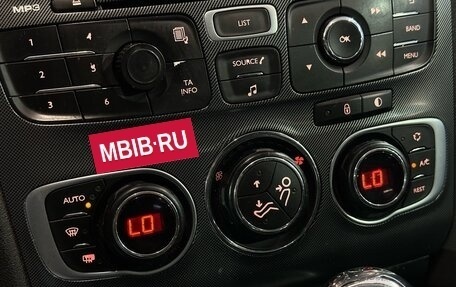 MP3
LIST
1
2
3
4
5
6
TA
INFO
SOURCE
OK
BAND
MENU
MBIB.RU
AUTO
LO
LO
A/C
REST